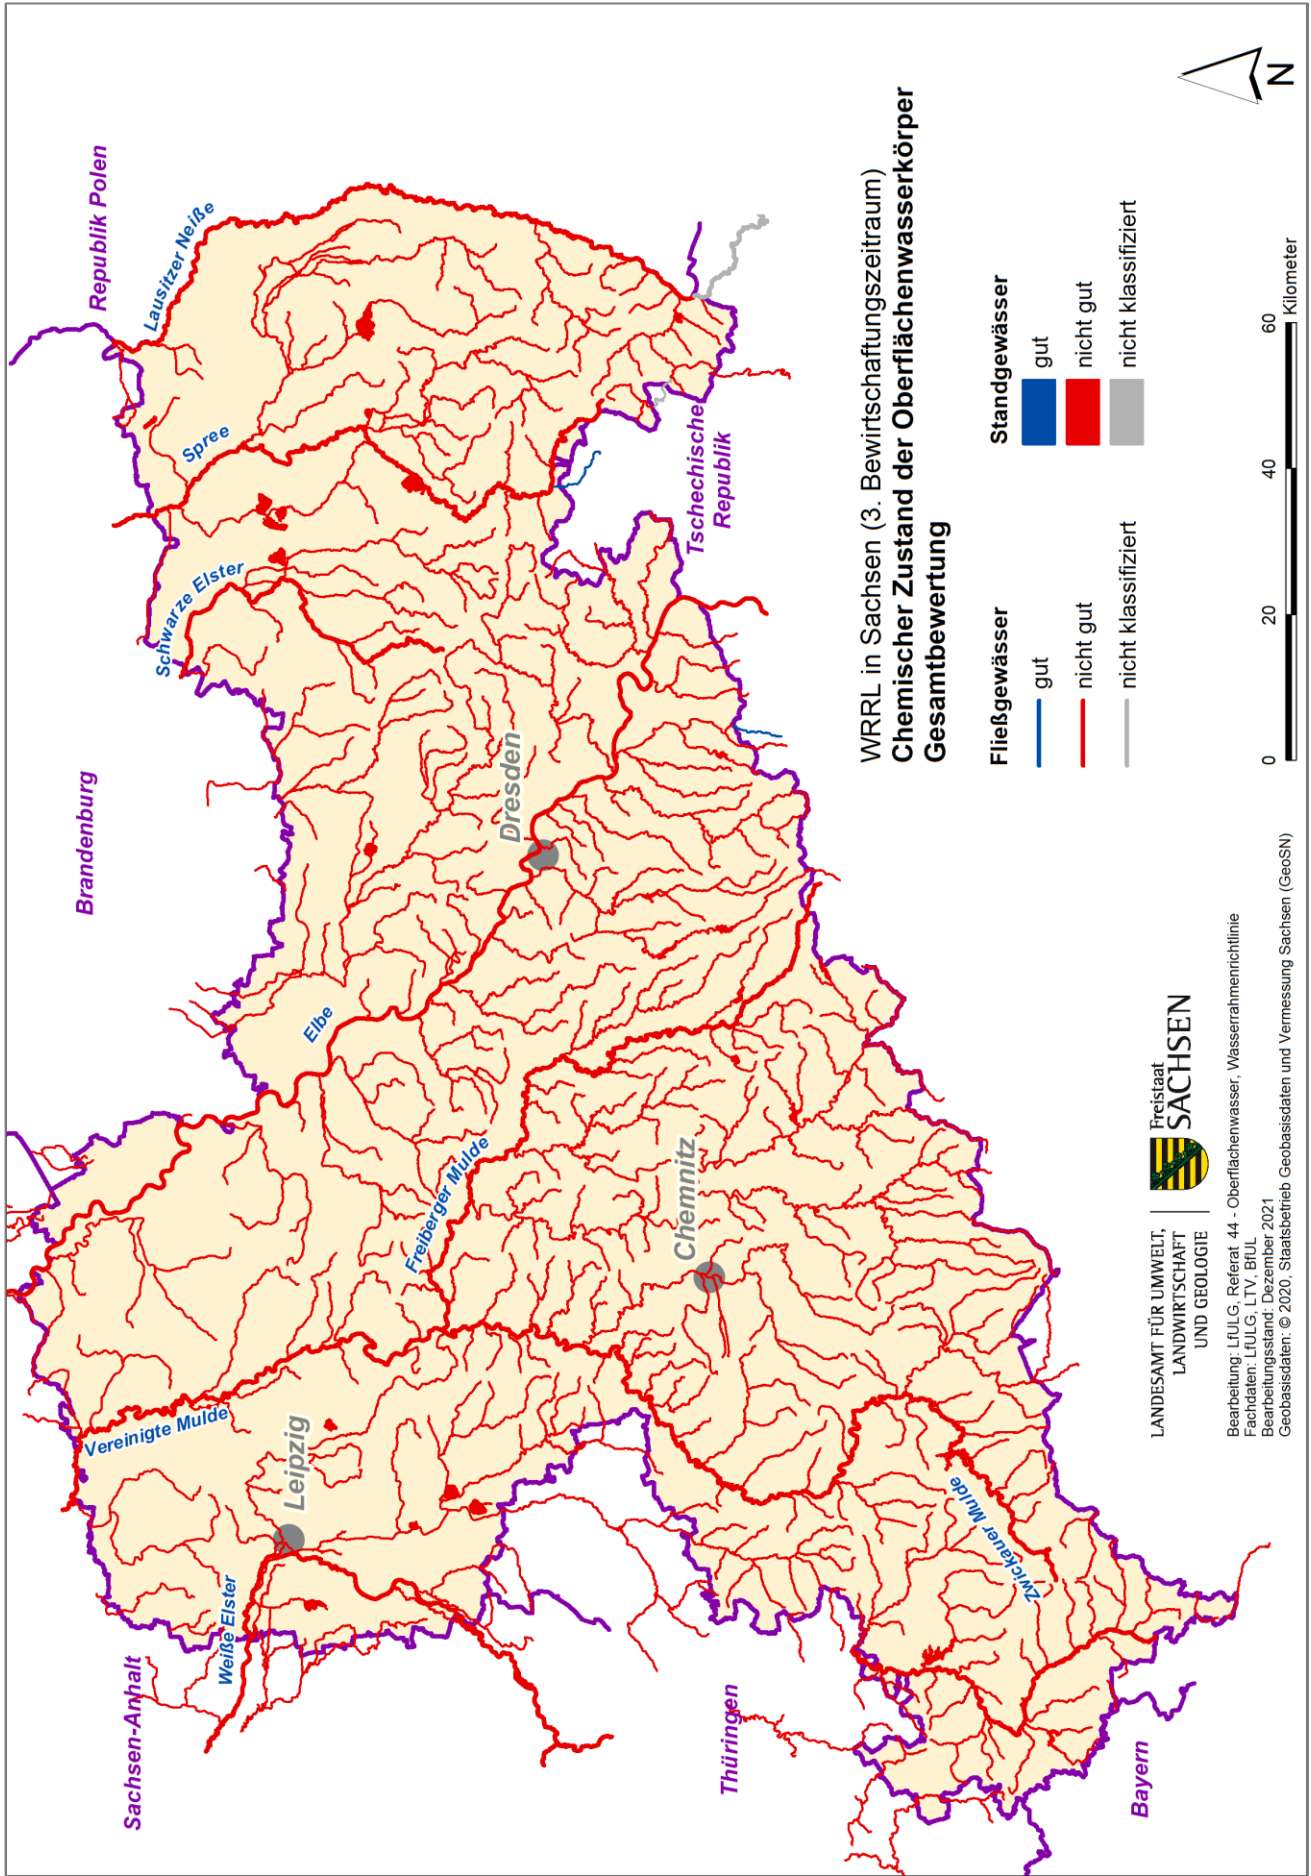 Sachsen-Anhalt
Brandenburg
Republik Polen
Lausitzer Neiße
Spree
Schwarze Elster
Elbe
Vereinigte Mulde
Weiße Elster
Leipzig
Freiberger Mulde
Dresden
Chemnitz
Zwickauer Mulde
Thüringen
Bayern
Tschechische
Republik
WRRL in Sachsen (3. Bewirtschaftungszeitraum)
Chemischer Zustand der Oberflächenwasserkörper
Gesamtbewertung
Fließgewässer
gut
nicht gut
nicht klassifiziert
Standgewässer
gut
nicht gut
nicht klassifiziert
N
0 20 40 60
Kilometer
LANDESAMT FÜR UMWELT,
LANDWIRTSCHAFT
UND GEOLOGIE
Freistaat
SACHSEN
Bearbeitung: LfULG, Referat 44 - Oberflächenwasser, Wasserrahmenrichtlinie
Fachdaten: LfULG, LTV, BfUL
Bearbeitungsstand: Dezember 2021
Geobasisdaten: © 2020, Staatsbetrieb Geobasisdaten und Vermessung Sachsen (GeoSN)